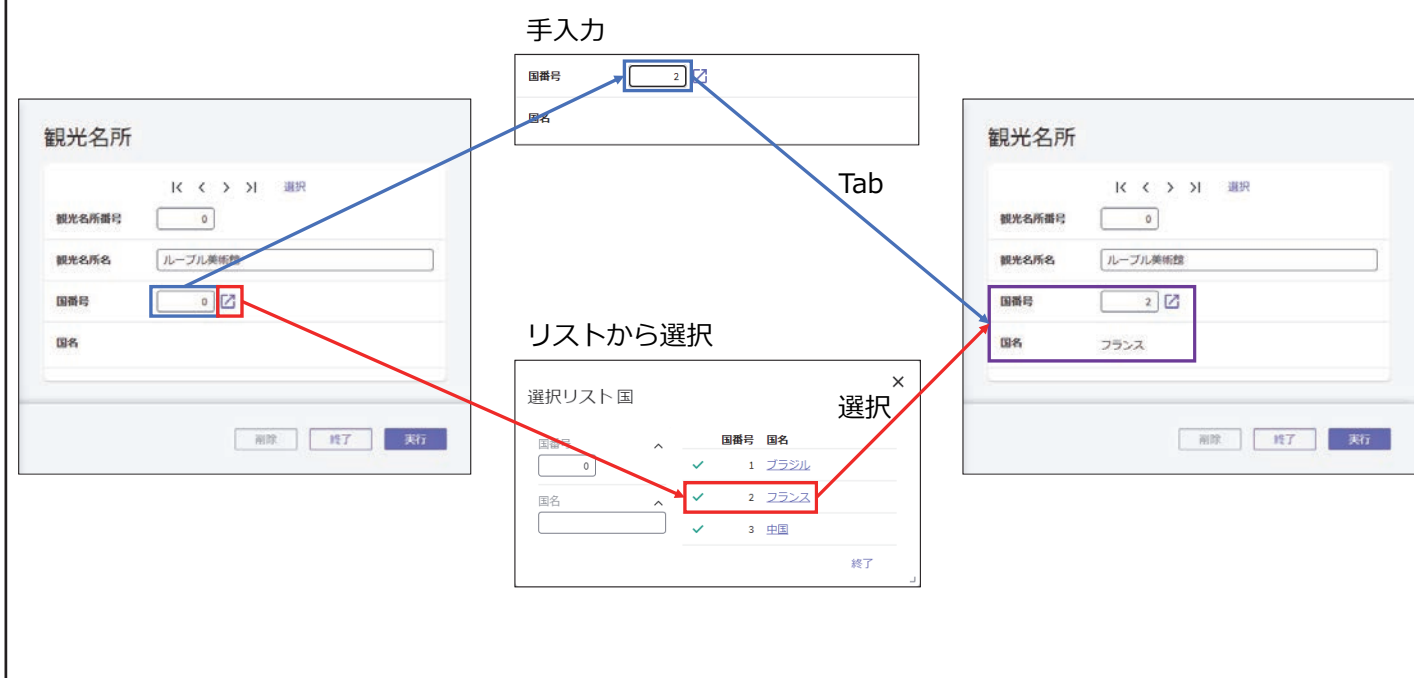 手入力
国番号 2
国名
Tab
観光名所
選択
観光名所番号 0
観光名所名 ルーブル美術館
国番号 0
国名
削除 終了 実行
リストから選択
選択リスト 国
×
選択
国番号
0
国名
国番号 国名
1 ブラジル
2 フランス
3 中国
終了
観光名所
選択
観光名所番号 0
観光名所名 ルーブル美術館
国番号 2
国名 フランス
削除 終了 実行